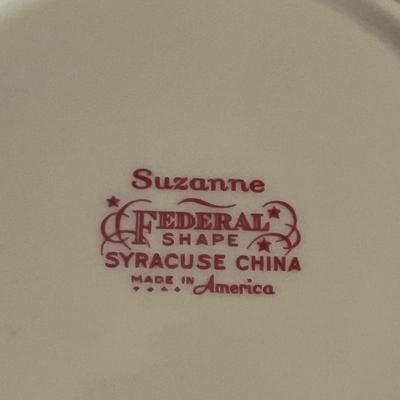 Suzanne
FEDERAL
SHAPE
SYRACUSE CHINA
MADE IN America